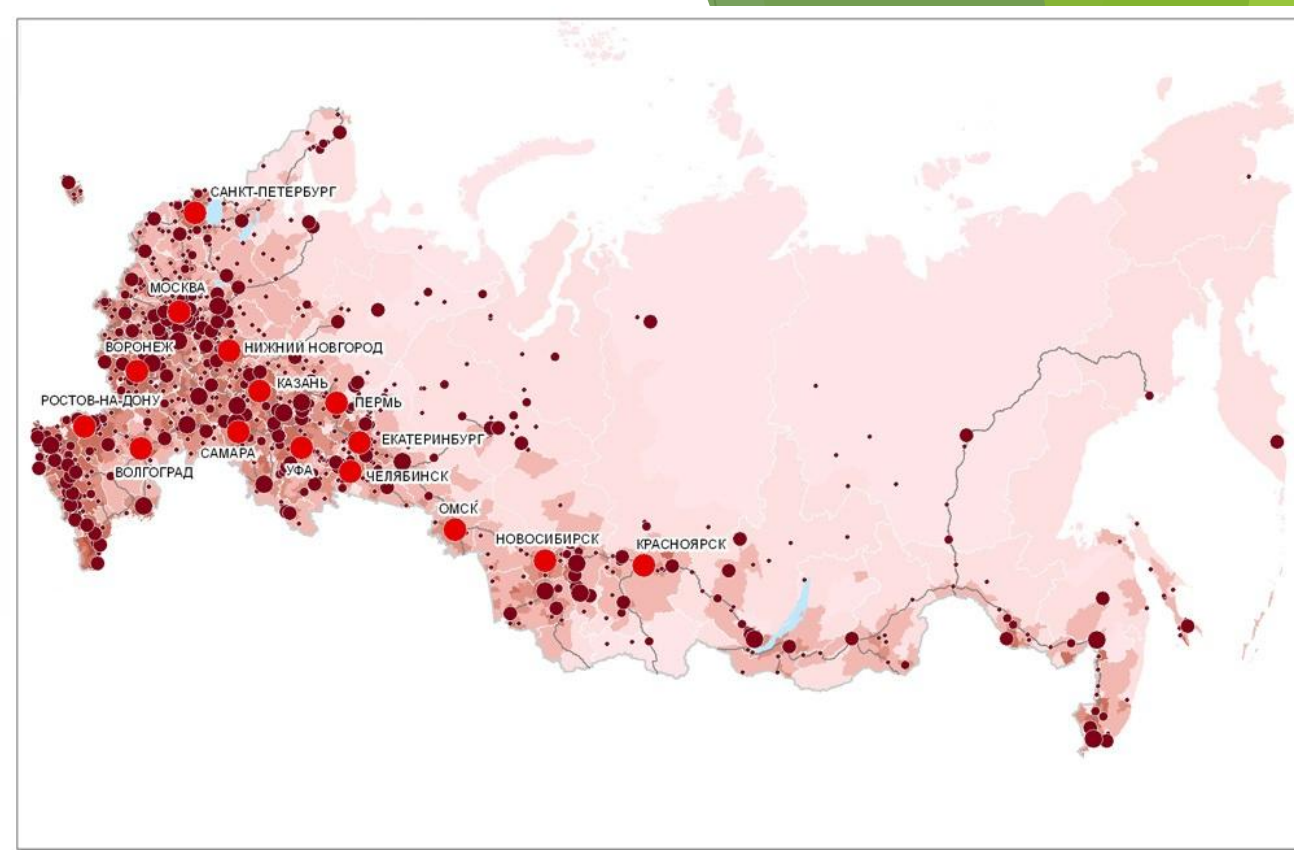 САНКТ-ПЕТЕРБУРГ
МОСКВА
ВОРОНЕЖ
НИЖНИЙ НОВГОРОД
КАЗАНЬ
РОСТОВ-НА-ДОНУ
ПЕРМЬ
ЕКАТЕРИНБУРГ
САМАРА
ВОЛГОГРАД
УФА
ЧЕЛЯБИНСК
ОМСК
НОВОСИБИРСК
КРАСНОЯРСК